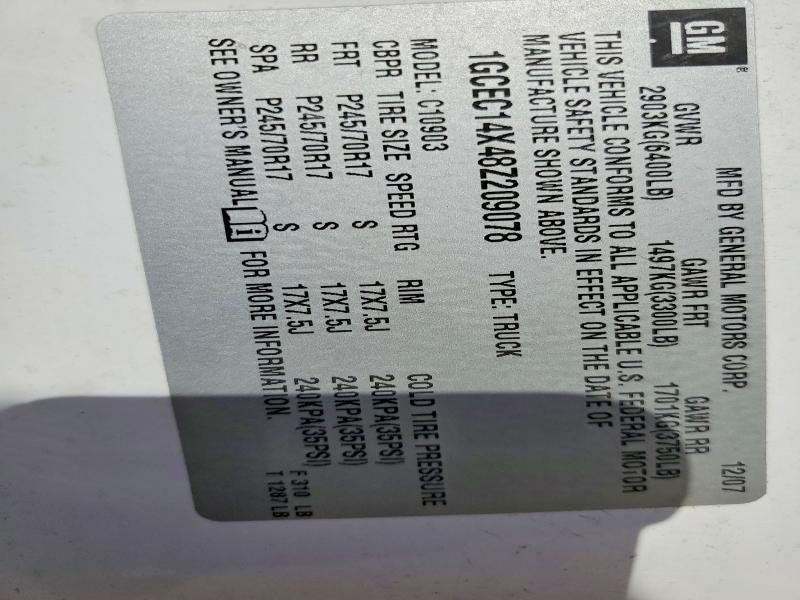 GM
MFD BY GENERAL MOTORS CORP. 12/07
GVWR GAWR FRT GAWR RR
2903KG(6400LB) 1497KG(3300LB) 1701KG(3750LB)
THIS VEHICLE CONFORMS TO ALL APPLICABLE U.S. FEDERAL MOTOR
VEHICLE SAFETY STANDARDS IN EFFECT ON THE DATE OF
MANUFACTURE SHOWN ABOVE.
1GCEC14X48Z209078 TYPE: TRUCK
MODEL: C10903
CBPR TIRE SIZE SPEED RTG RIM COLD TIRE PRESSURE
FRT P245/70R17 S 17X7.5J 240KPA(35PSI)
RR P245/70R17 S 17X7.5J 240KPA(35PSI)
SPA P245/70R17 S 17X7.5J 240KPA(35PSI)
SEE OWNER'S MANUAL FOR MORE INFORMATION.
F 310 LB
T 1287 LB